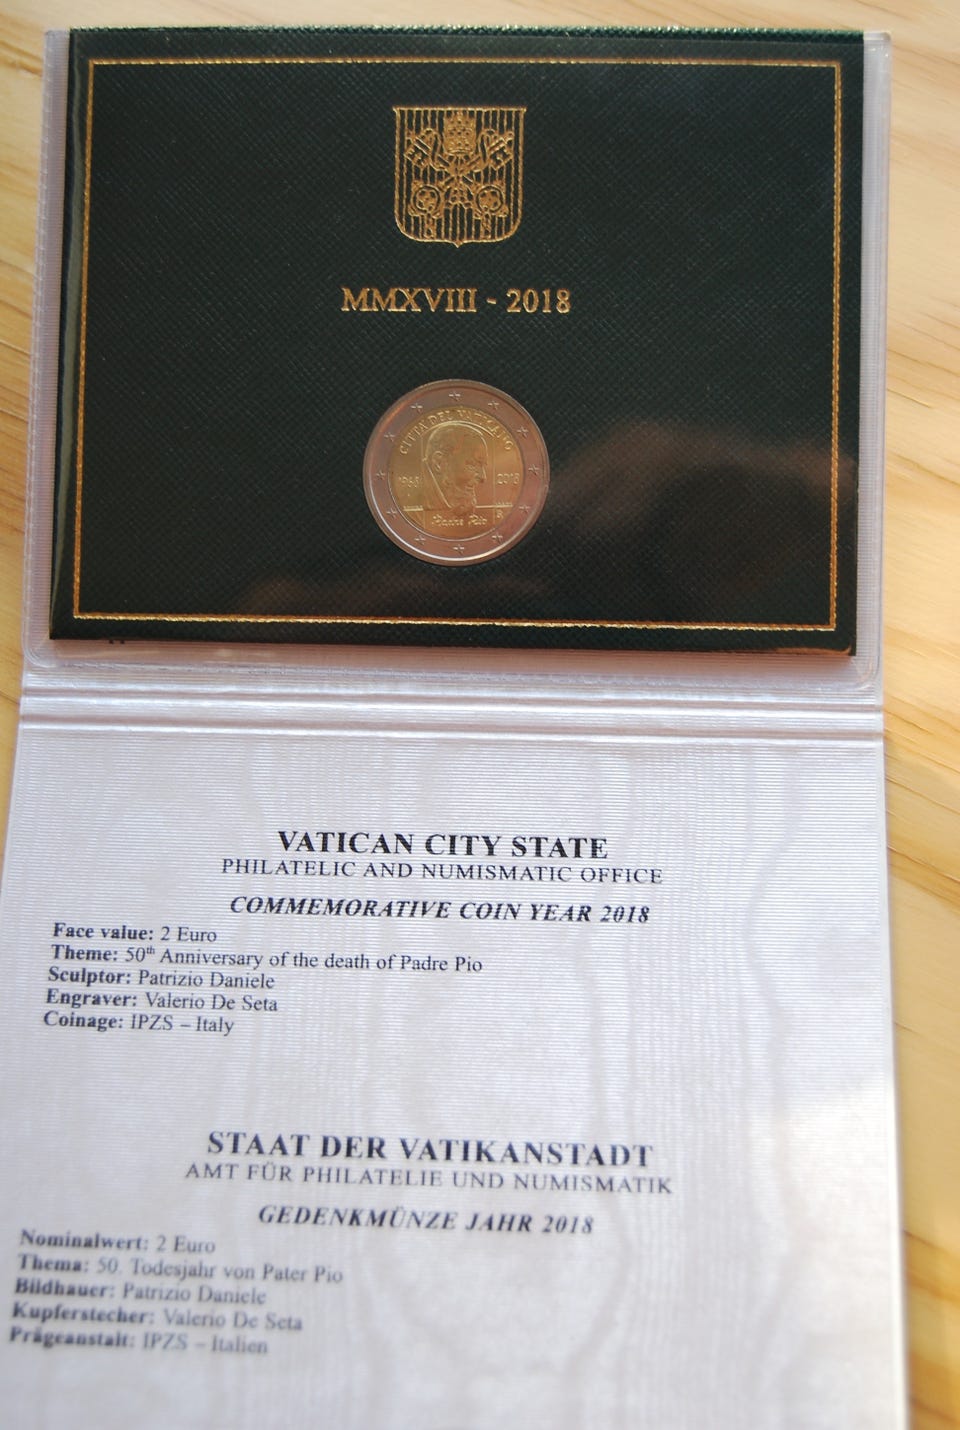 MMXVIII - 2018
CITTÀ DEL VATICANO
1968 2018
Padre Pio
R
VATICAN CITY STATE
PHILATELIC AND NUMISMATIC OFFICE
COMMEMORATIVE COIN YEAR 2018
Face value: 2 Euro
Theme: 50th Anniversary of the death of Padre Pio
Sculptor: Patrizio Daniele
Engraver: Valerio De Seta
Coinage: IPZS – Italy
STAAT DER VATIKANSTADT
AMT FÜR PHILATELIE UND NUMISMATIK
GEDENKMÜNZE JAHR 2018
Nominalwert: 2 Euro
Thema: 50. Todesjahr von Pater Pio
Bildhauer: Patrizio Daniele
Kupferstecher: Valerio De Seta
Prägeanstalt: IPZS – Italien